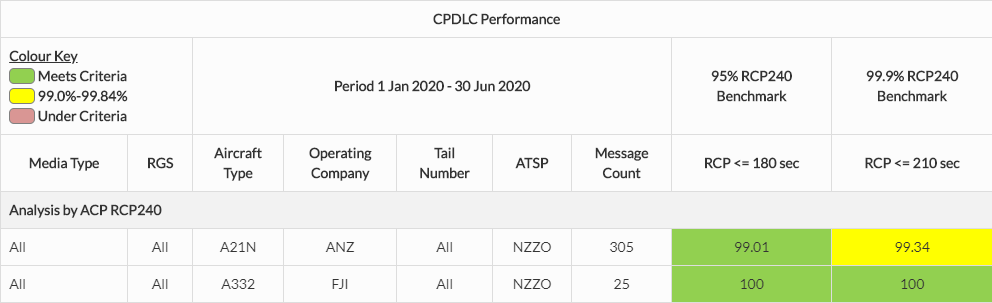 CPDLC Performance
Colour Key
Meets Criteria
99.0%-99.84%
Under Criteria
Period 1 Jan 2020 - 30 Jun 2020
95% RCP240
Benchmark
99.9% RCP240
Benchmark
Media Type
RGS
Aircraft
Type
Operating
Company
Tail
Number
ATSP
Message
Count
RCP <= 180 sec
RCP <= 210 sec
Analysis by ACP RCP240
All All A21N ANZ All NZZO 305 99.01 99.34
All All A332 FJI All NZZO 25 100 100